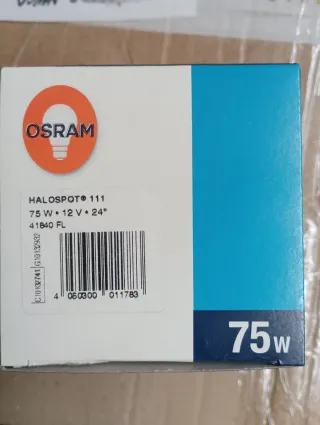 OSRAM
HALOSPOT® 111
75 W • 12 V • 24°
41840 FL
4 050300 011783
75W